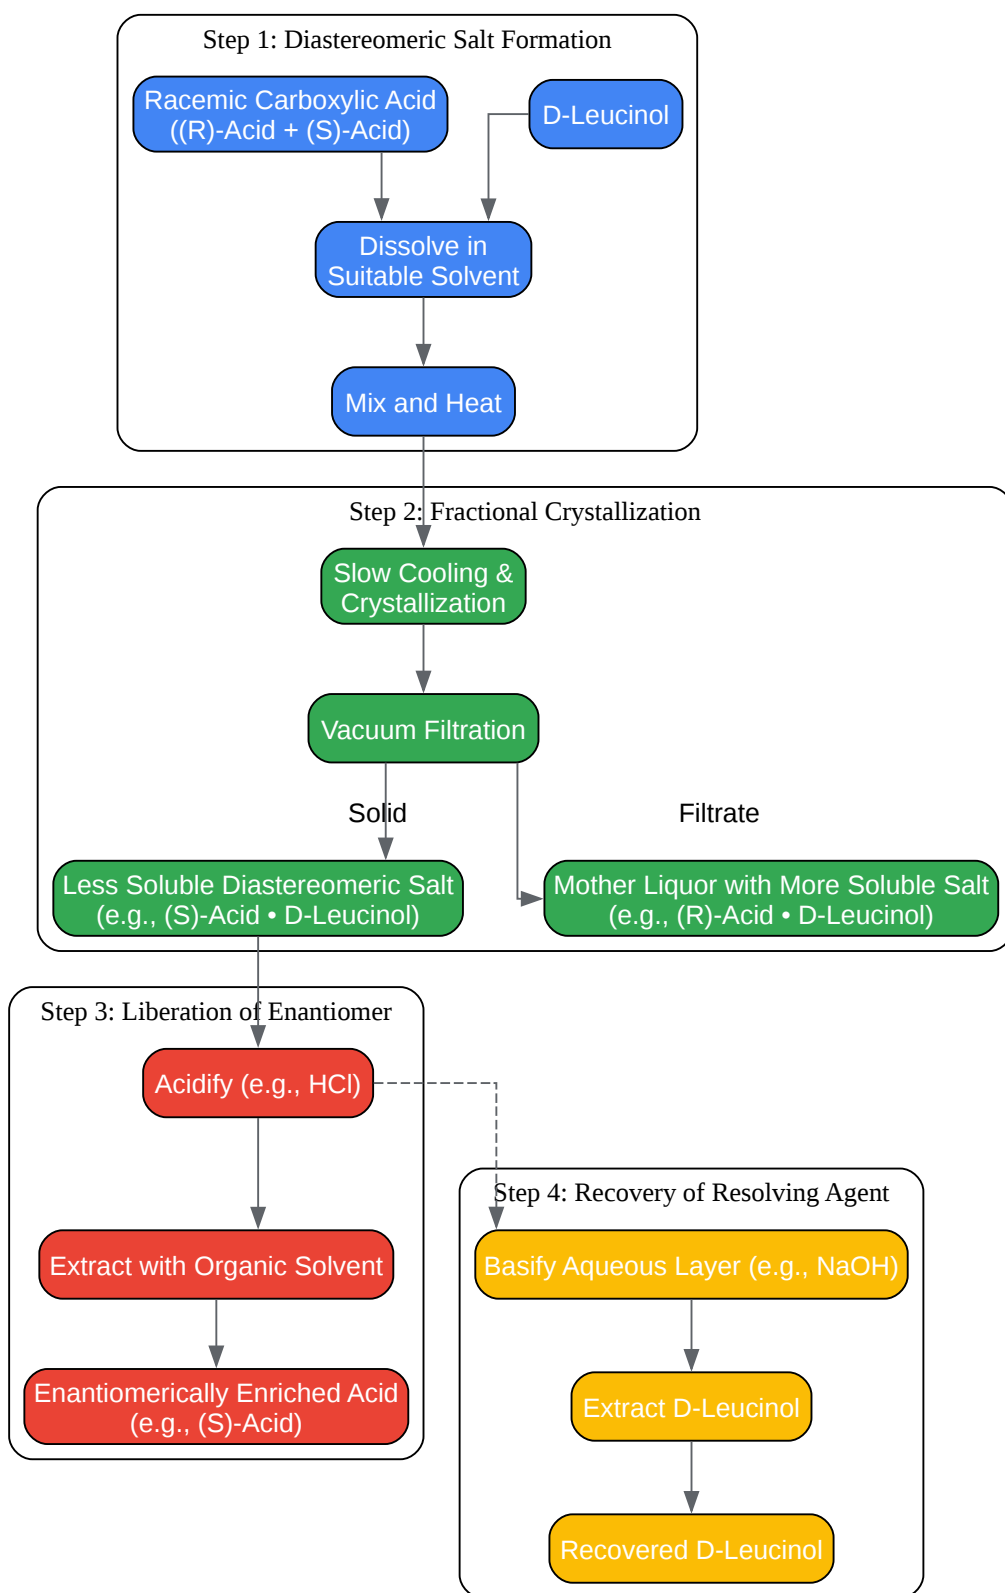 Step 1: Diastereomeric Salt Formation
Racemic Carboxylic Acid
((R)-Acid + (S)-Acid)
D-Leucinol
Dissolve in
Suitable Solvent
Mix and Heat
Step 2: Fractional Crystallization
Slow Cooling &
Crystallization
Vacuum Filtration
Solid
Filtrate
Less Soluble Diastereomeric Salt
(e.g., (S)-Acid • D-Leucinol)
Mother Liquor with More Soluble Salt
(e.g., (R)-Acid • D-Leucinol)
Step 3: Liberation of Enantiomer
Acidify (e.g., HCl)
Extract with Organic Solvent
Enantiomerically Enriched Acid
(e.g., (S)-Acid)
Step 4: Recovery of Resolving Agent
Basify Aqueous Layer (e.g., NaOH)
Extract D-Leucinol
Recovered D-Leucinol